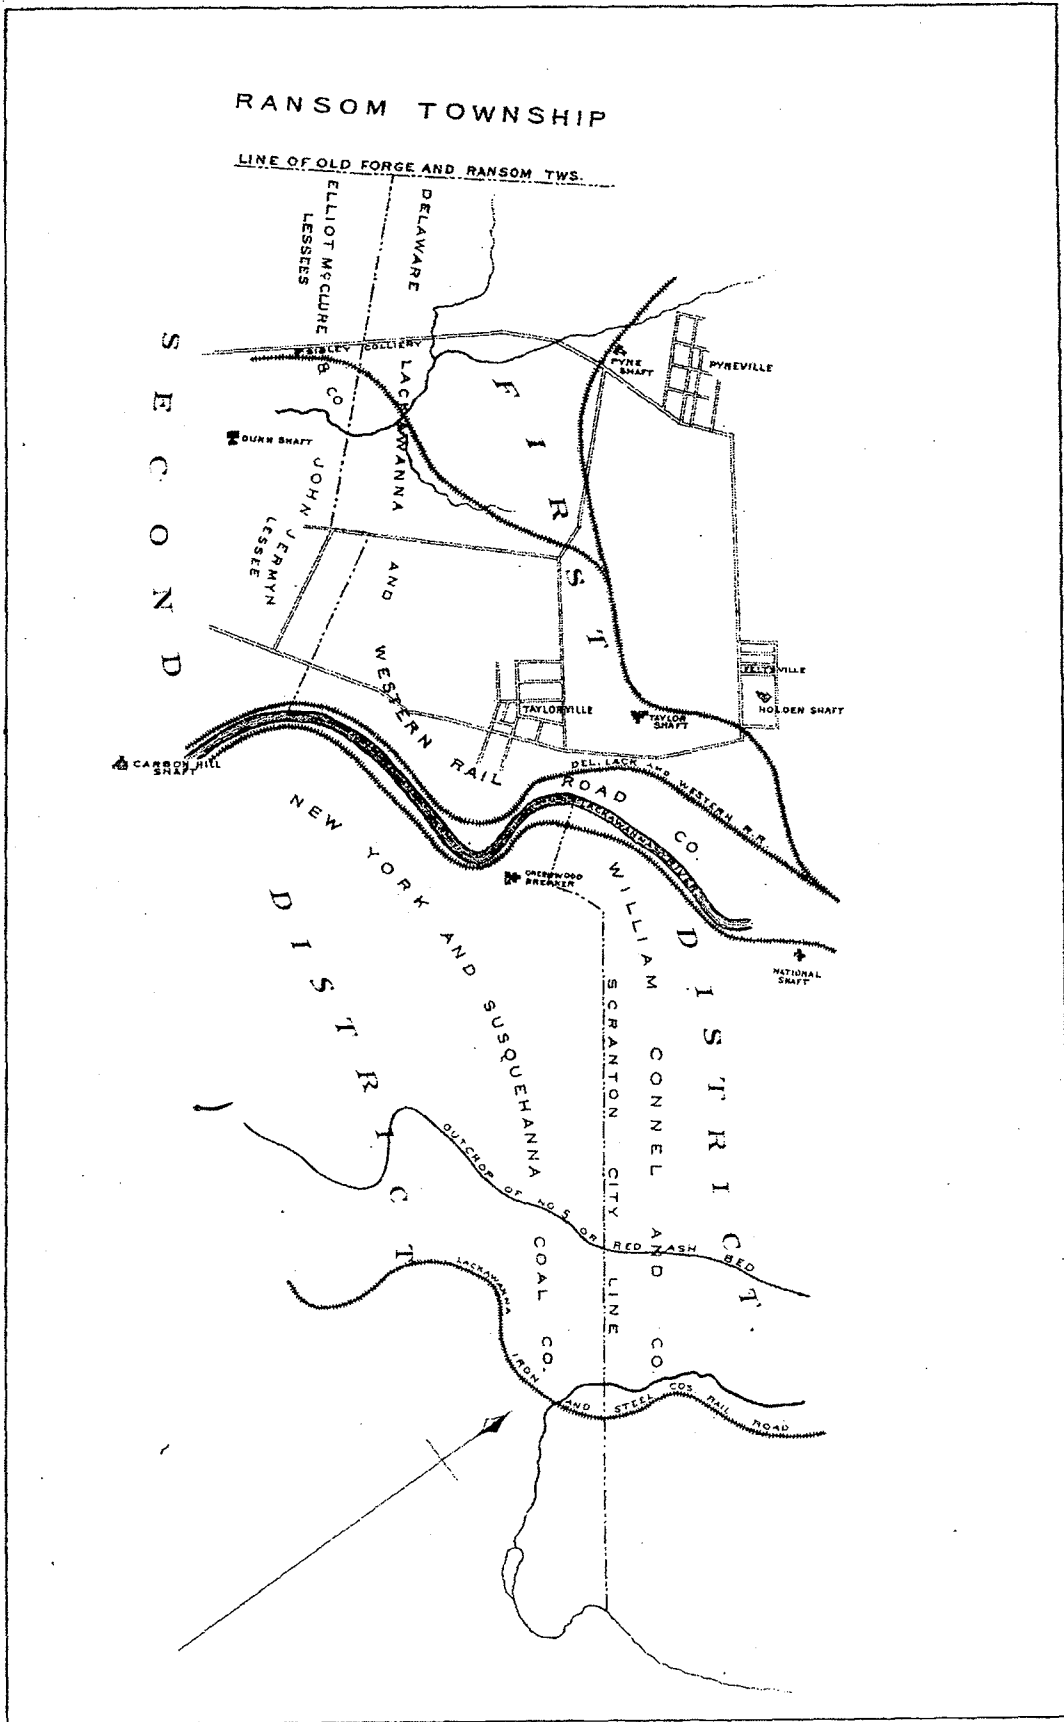 RANSOM TOWNSHIP
LINE OF OLD FORGE AND RANSOM TWS.
ELLIOT McCLURE & CO
LESSEES
DELAWARE
LACKAWANNA
AND
WESTERN
RAIL
ROAD
CO.
SIBLEY COLLIERY
PYNE
SHAFT
PYNEVILLE
FIRST
DISTRICT
SECOND
DISTRICT
DUNN SHAFT
JOHN JERMYN
LESSEE
TAYLORVILLE
TAYLOR
SHAFT
FELTSVILLE
HOLDEN SHAFT
CARBON HILL
SHAFT
DEL. LACK AND WESTERN R.R.
LACKAWANNA RIVER
GREENWOOD
BREAKER
NATIONAL
SHAFT
NEW YORK AND SUSQUEHANNA COAL CO.
WILLIAM CONNEL AND CO.
SCRANTON CITY LINE
OUTCHOP OF NO 5 OR RED ASH BED
LACKAWANNA IRON AND STEEL COS. RAIL ROAD